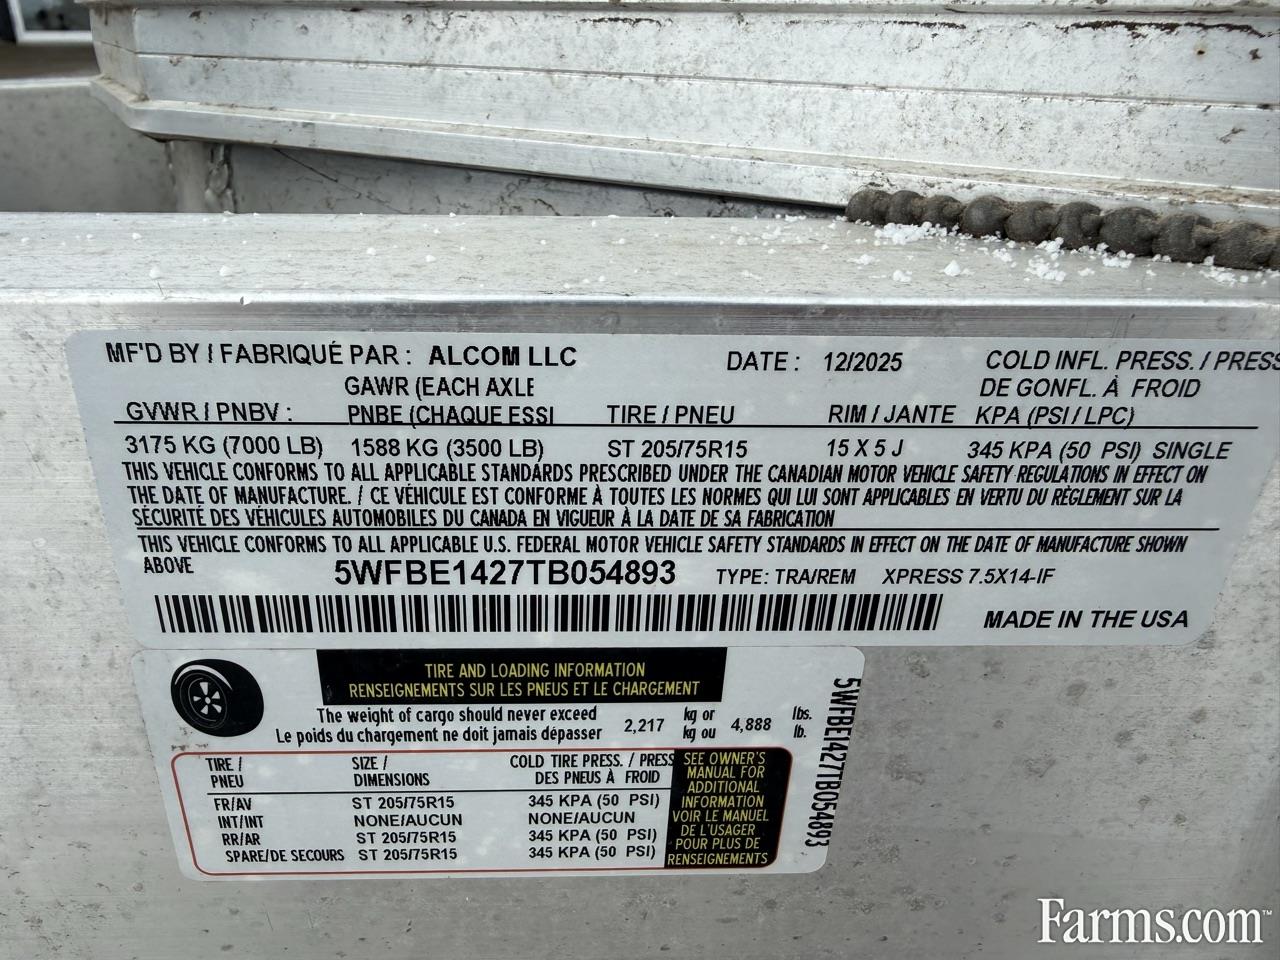 MF'D BY / FABRIQUÉ PAR : ALCOM LLC DATE : 12/2025 COLD INFL. PRESS. / PRESS
GAWR (EACH AXLE DE GONFL. À FROID
GVWR / PNBV : PNBE (CHAQUE ESSI TIRE / PNEU RIM / JANTE KPA (PSI / LPC)
3175 KG (7000 LB) 1588 KG (3500 LB) ST 205/75R15 15 X 5 J 345 KPA (50 PSI) SINGLE
THIS VEHICLE CONFORMS TO ALL APPLICABLE STANDARDS PRESCRIBED UNDER THE CANADIAN MOTOR VEHICLE SAFETY REGULATIONS IN EFFECT ON
THE DATE OF MANUFACTURE. / CE VÉHICULE EST CONFORME À TOUTES LES NORMES QUI LUI SONT APPLICABLES EN VERTU DU RÈGLEMENT SUR LA
SÉCURITÉ DES VÉHICULES AUTOMOBILES DU CANADA EN VIGUEUR À LA DATE DE SA FABRICATION
THIS VEHICLE CONFORMS TO ALL APPLICABLE U.S. FEDERAL MOTOR VEHICLE SAFETY STANDARDS IN EFFECT ON THE DATE OF MANUFACTURE SHOWN
ABOVE 5WFBE1427TB054893 TYPE: TRA/REM XPRESS 7.5X14-IF
MADE IN THE USA
TIRE AND LOADING INFORMATION
RENSEIGNEMENTS SUR LES PNEUS ET LE CHARGEMENT
The weight of cargo should never exceed 2,217 kg or 4,888 lbs.
Le poids du chargement ne doit jamais dépasser kg ou lb.
TIRE / SIZE / COLD TIRE PRESS. / PRESS
PNEU DIMENSIONS DES PNEUS À FROID
FR/AV ST 205/75R15 345 KPA (50 PSI)
INT/INT NONE/AUCUN NONE/AUCUN
RR/AR ST 205/75R15 345 KPA (50 PSI)
SPARE/DE SECOURS ST 205/75R15 345 KPA (50 PSI)
SEE OWNER'S
MANUAL FOR
ADDITIONAL
INFORMATION
VOIR LE MANUEL
DE L'USAGER
POUR PLUS DE
RENSEIGNEMENTS
5WFBE1427TB054893
Farms.com™